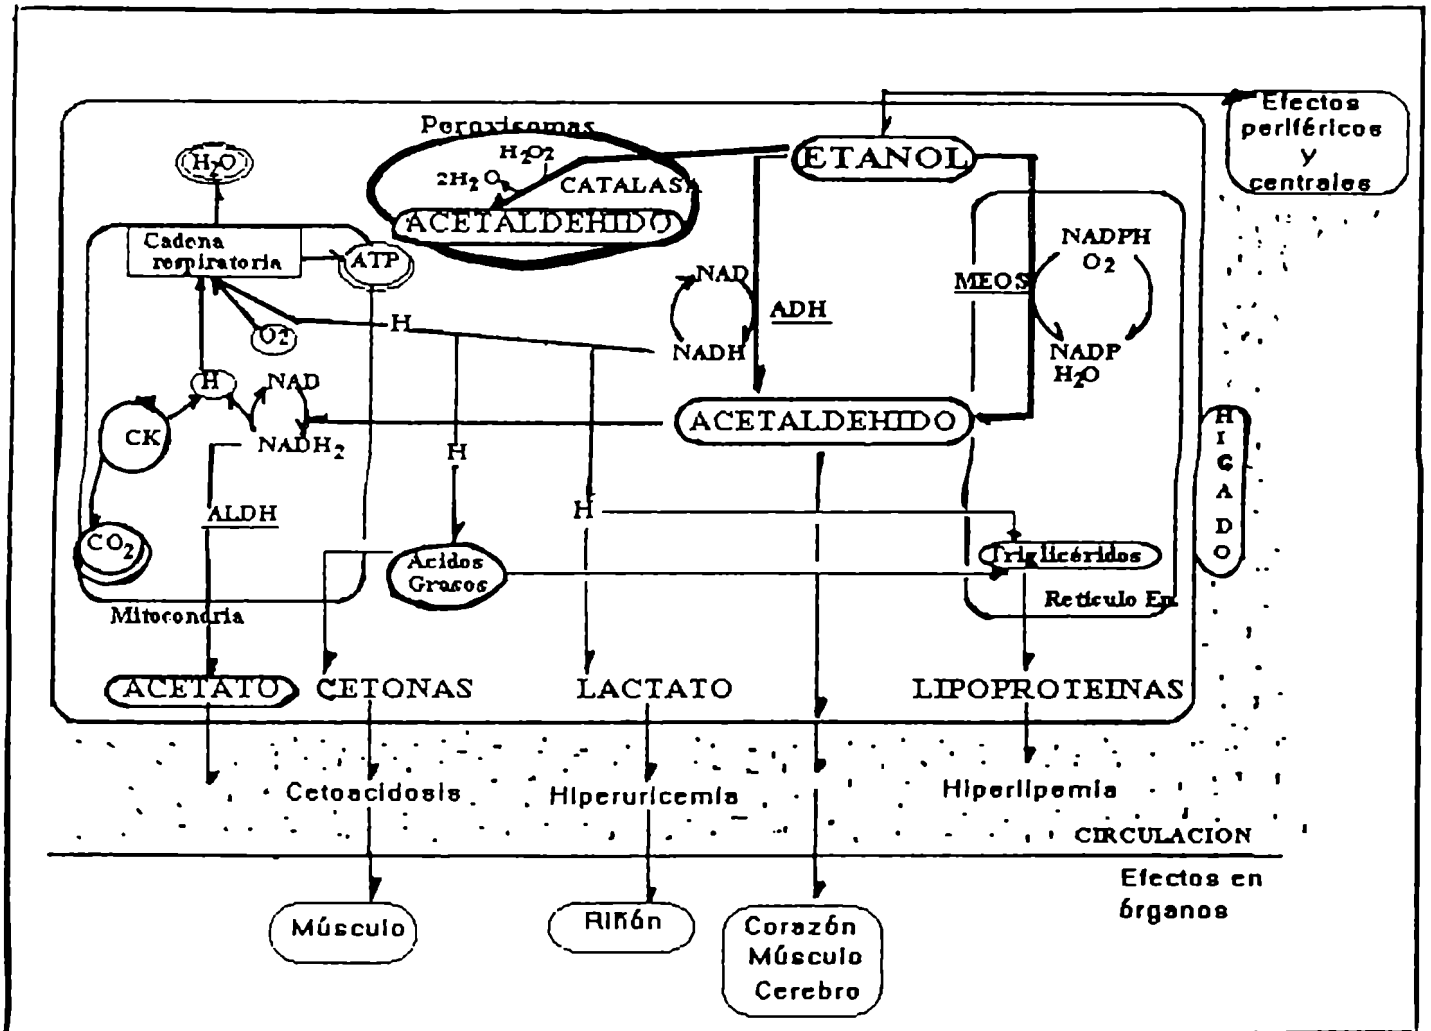 Efectos
periféricos
y
centrales
Peroxisomas
H2O2
2H2O
CATALASA
ACETALDEHIDO
ETANOL
H2O
Cadena
respiratoria
ATP
NADPH
O2
MEOS
NADP
H2O
NAD
ADH
NADH
H
O2
H
NAD
NADH2
CK
ACETALDEHIDO
H
I
G
A
D
O
H
H
ALDH
CO2
Acidos
Grasos
Triglicéridos
Retículo En.
Mitocondria
ACETATO
CETONAS
LACTATO
LIPOPROTEINAS
Cetoacidosis
Hiperuricemia
Hiperlipemia
CIRCULACION
Efectos en
órganos
Músculo
Riñón
Corazón
Músculo
Cerebro